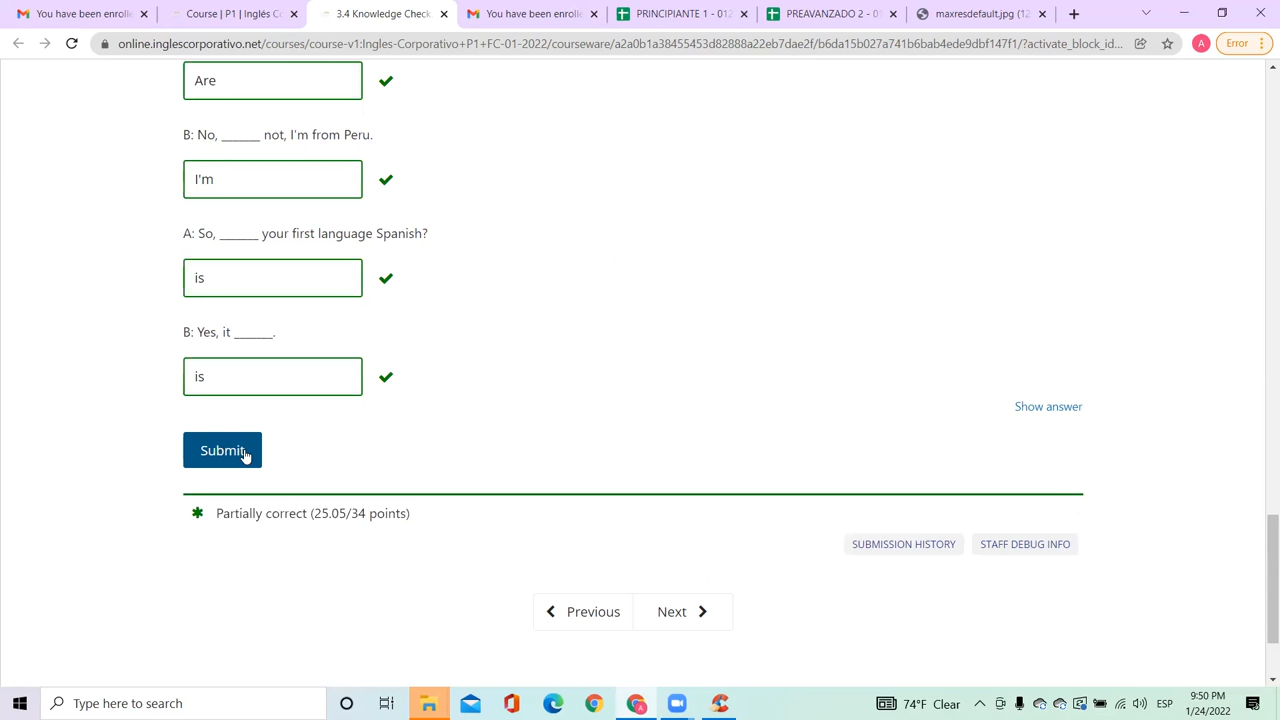 You have been enrolle
Course | P1 | Inglés Co
3.4 Knowledge Check
You have been enrolle
PRINCIPIANTE 1 - 012
PREAVANZADO 2 - 0
maxresdefault.jpg (12
online.inglescorporativo.net/courses/course-v1:Ingles-Corporativo+P1+FC-01-2022/courseware/a2a0b1a38455453d82888a22eb7dae2f/b6da15b027a741b6bab4ede9dbf147f1/?activate_block_id...
A
Error
Are
B: No, ______ not, I'm from Peru.
I'm
A: So, ______ your first language Spanish?
is
B: Yes, it ______.
is
Show answer
Submit
Partially correct (25.05/34 points)
SUBMISSION HISTORY
STAFF DEBUG INFO
Previous
Next
Type here to search
74°F Clear
ESP
9:50 PM
1/24/2022